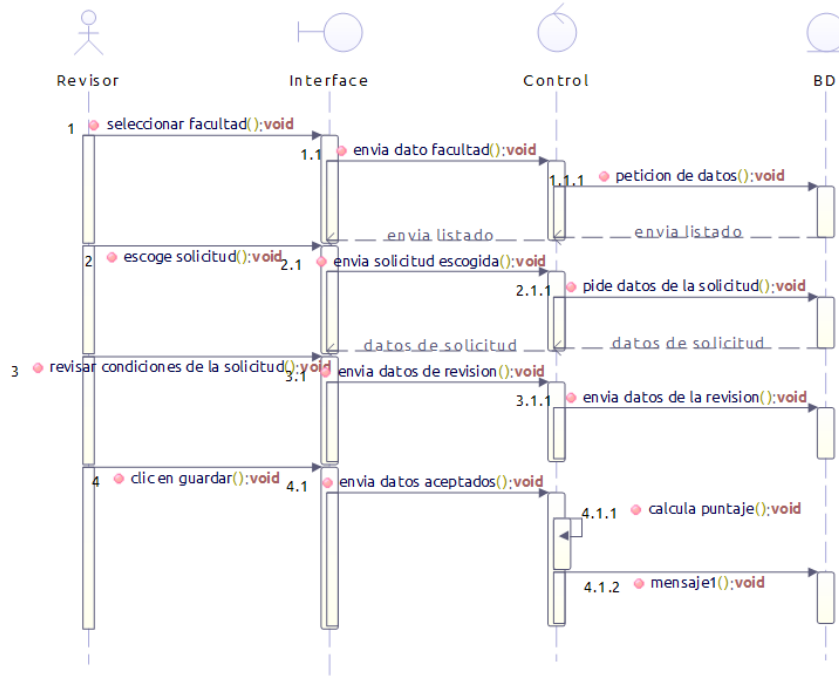 Revisor
Interface
Control
BD
1 seleccionar facultad():void
1.1 envia dato facultad():void
1.1.1 peticion de datos():void
envia listado
envia listado
2 escoge solicitud():void
2.1 envia solicitud escogida():void
2.1.1 pide datos de la solicitud():void
datos de solicitud
datos de solicitud
3 revisar condiciones de la solicitud():void
3.1 envia datos de revision():void
3.1.1 envia datos de la revision():void
4 clic en guardar():void
4.1 envia datos aceptados():void
4.1.1 calcula puntaje():void
4.1.2 mensaje1():void